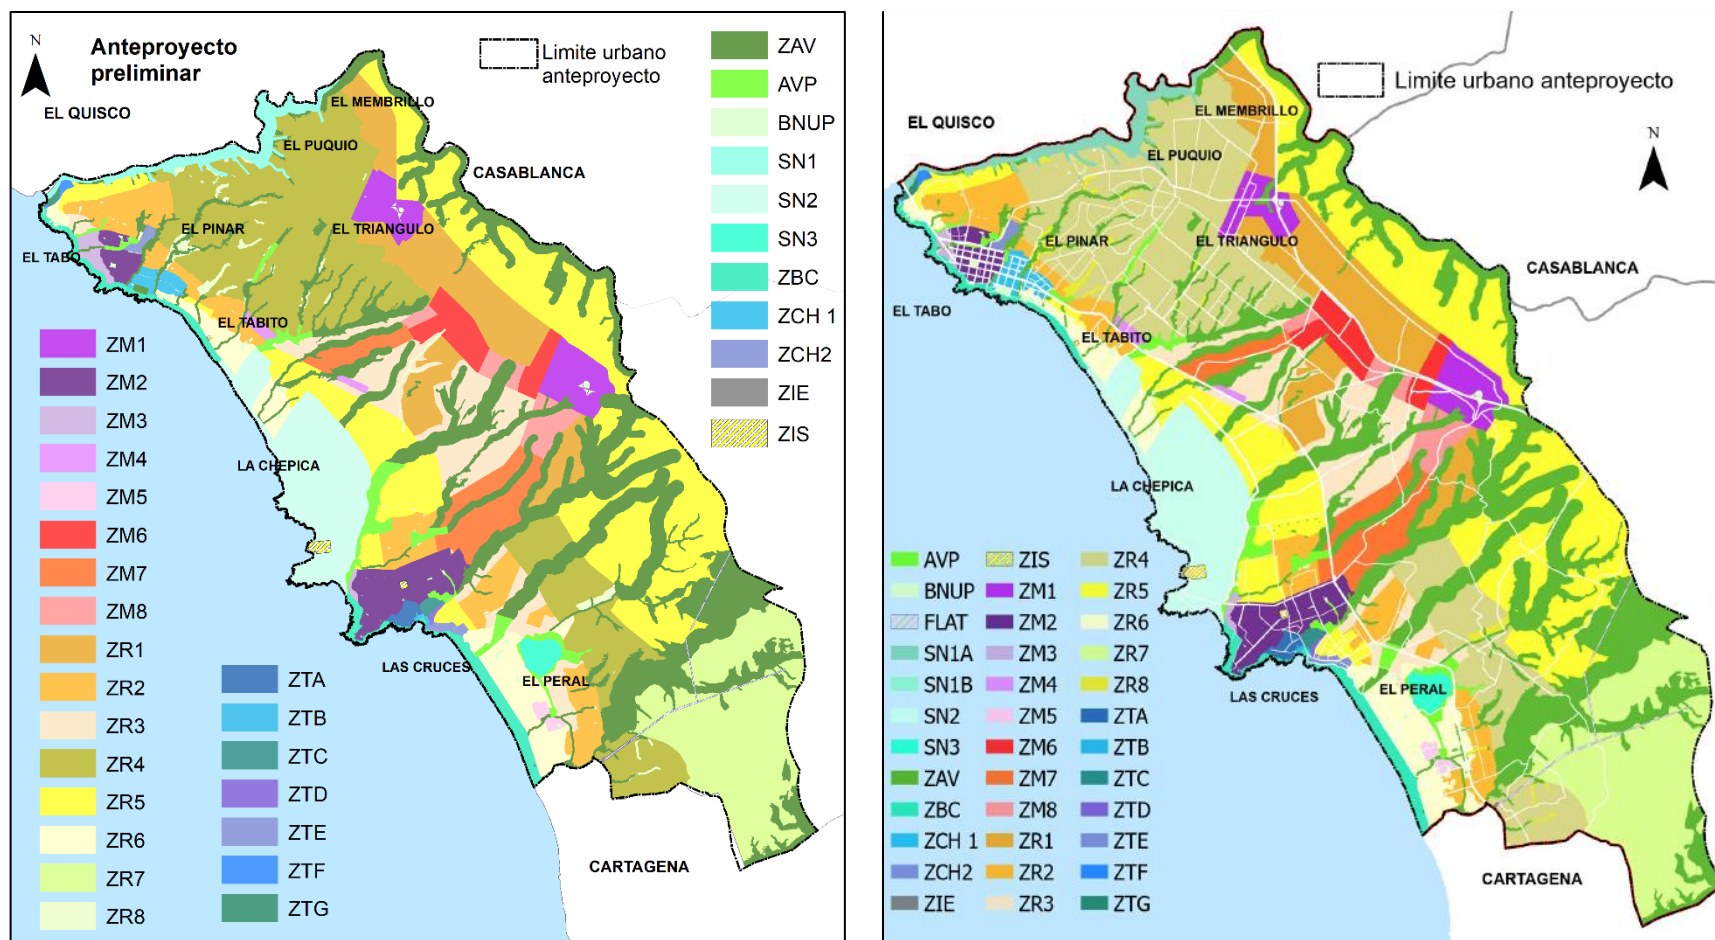 N
Anteproyecto
preliminar
Limite urbano
anteproyecto
EL QUISCO
EL MEMBRILLO
EL PUQUIO
CASABLANCA
EL PINAR
EL TRIANGULO
EL TABO
EL TABITO
LA CHEPICA
LAS CRUCES
EL PERAL
CARTAGENA
ZAV
AVP
BNUP
SN1
SN2
SN3
ZBC
ZCH 1
ZCH2
ZIE
ZIS
ZM1
ZM2
ZM3
ZM4
ZM5
ZM6
ZM7
ZM8
ZR1
ZR2
ZR3
ZR4
ZR5
ZR6
ZR7
ZR8
ZTA
ZTB
ZTC
ZTD
ZTE
ZTF
ZTG
Limite urbano anteproyecto
N
EL QUISCO
EL MEMBRILLO
EL PUQUIO
EL PINAR
EL TRIANGULO
CASABLANCA
EL TABO
EL TABITO
LA CHEPICA
LAS CRUCES
EL PERAL
CARTAGENA
AVP
BNUP
FLAT
SN1A
SN1B
SN2
SN3
ZAV
ZBC
ZCH 1
ZCH2
ZIE
ZIS
ZM1
ZM2
ZM3
ZM4
ZM5
ZM6
ZM7
ZM8
ZR1
ZR2
ZR3
ZR4
ZR5
ZR6
ZR7
ZR8
ZTA
ZTB
ZTC
ZTD
ZTE
ZTF
ZTG